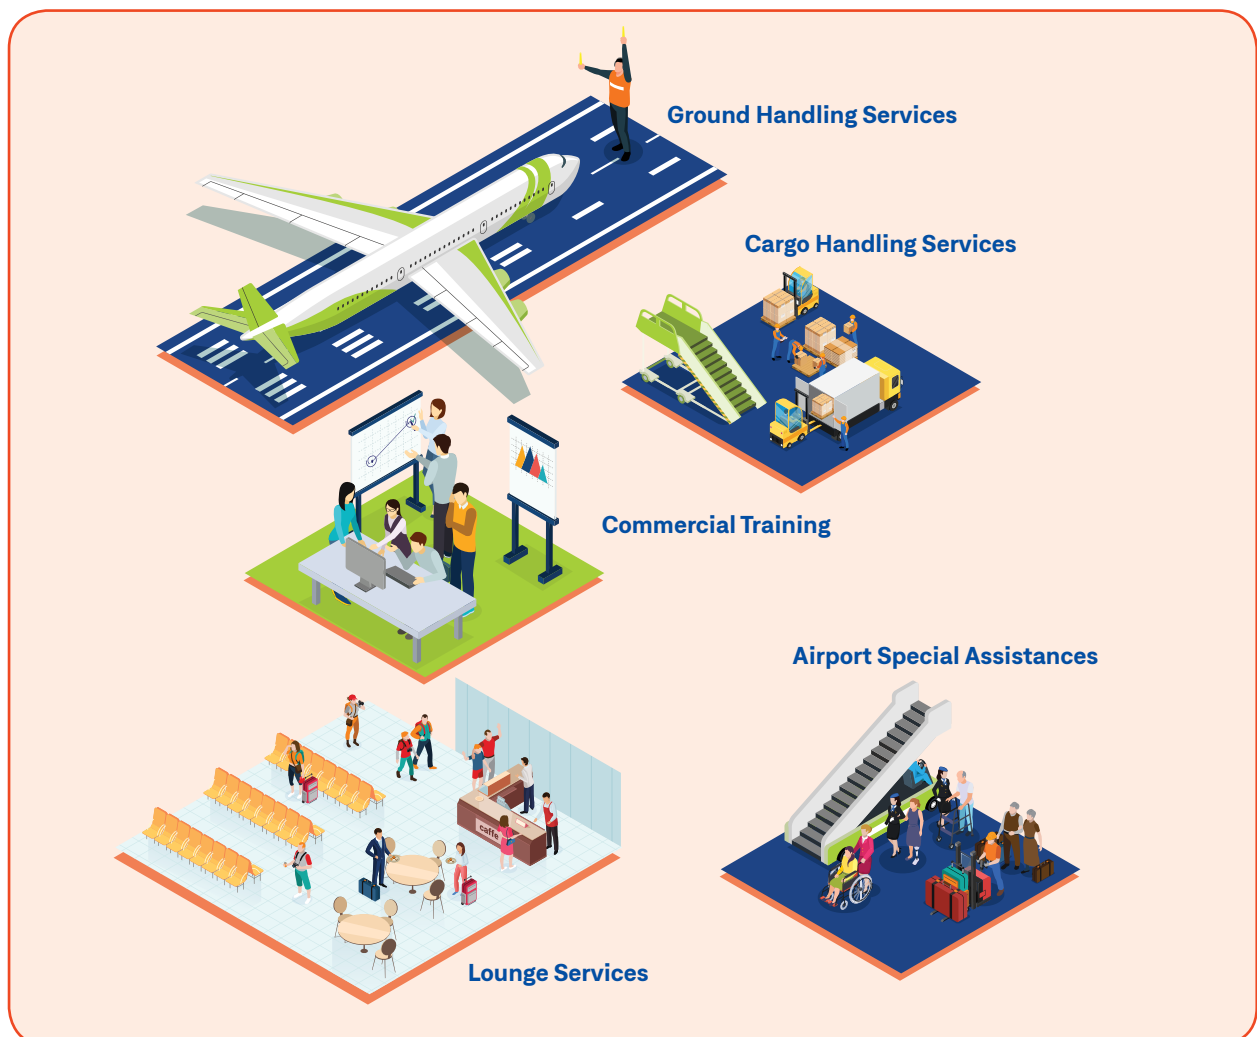 Ground Handling Services
Cargo Handling Services
Commercial Training
Airport Special Assistances
caffe
Lounge Services